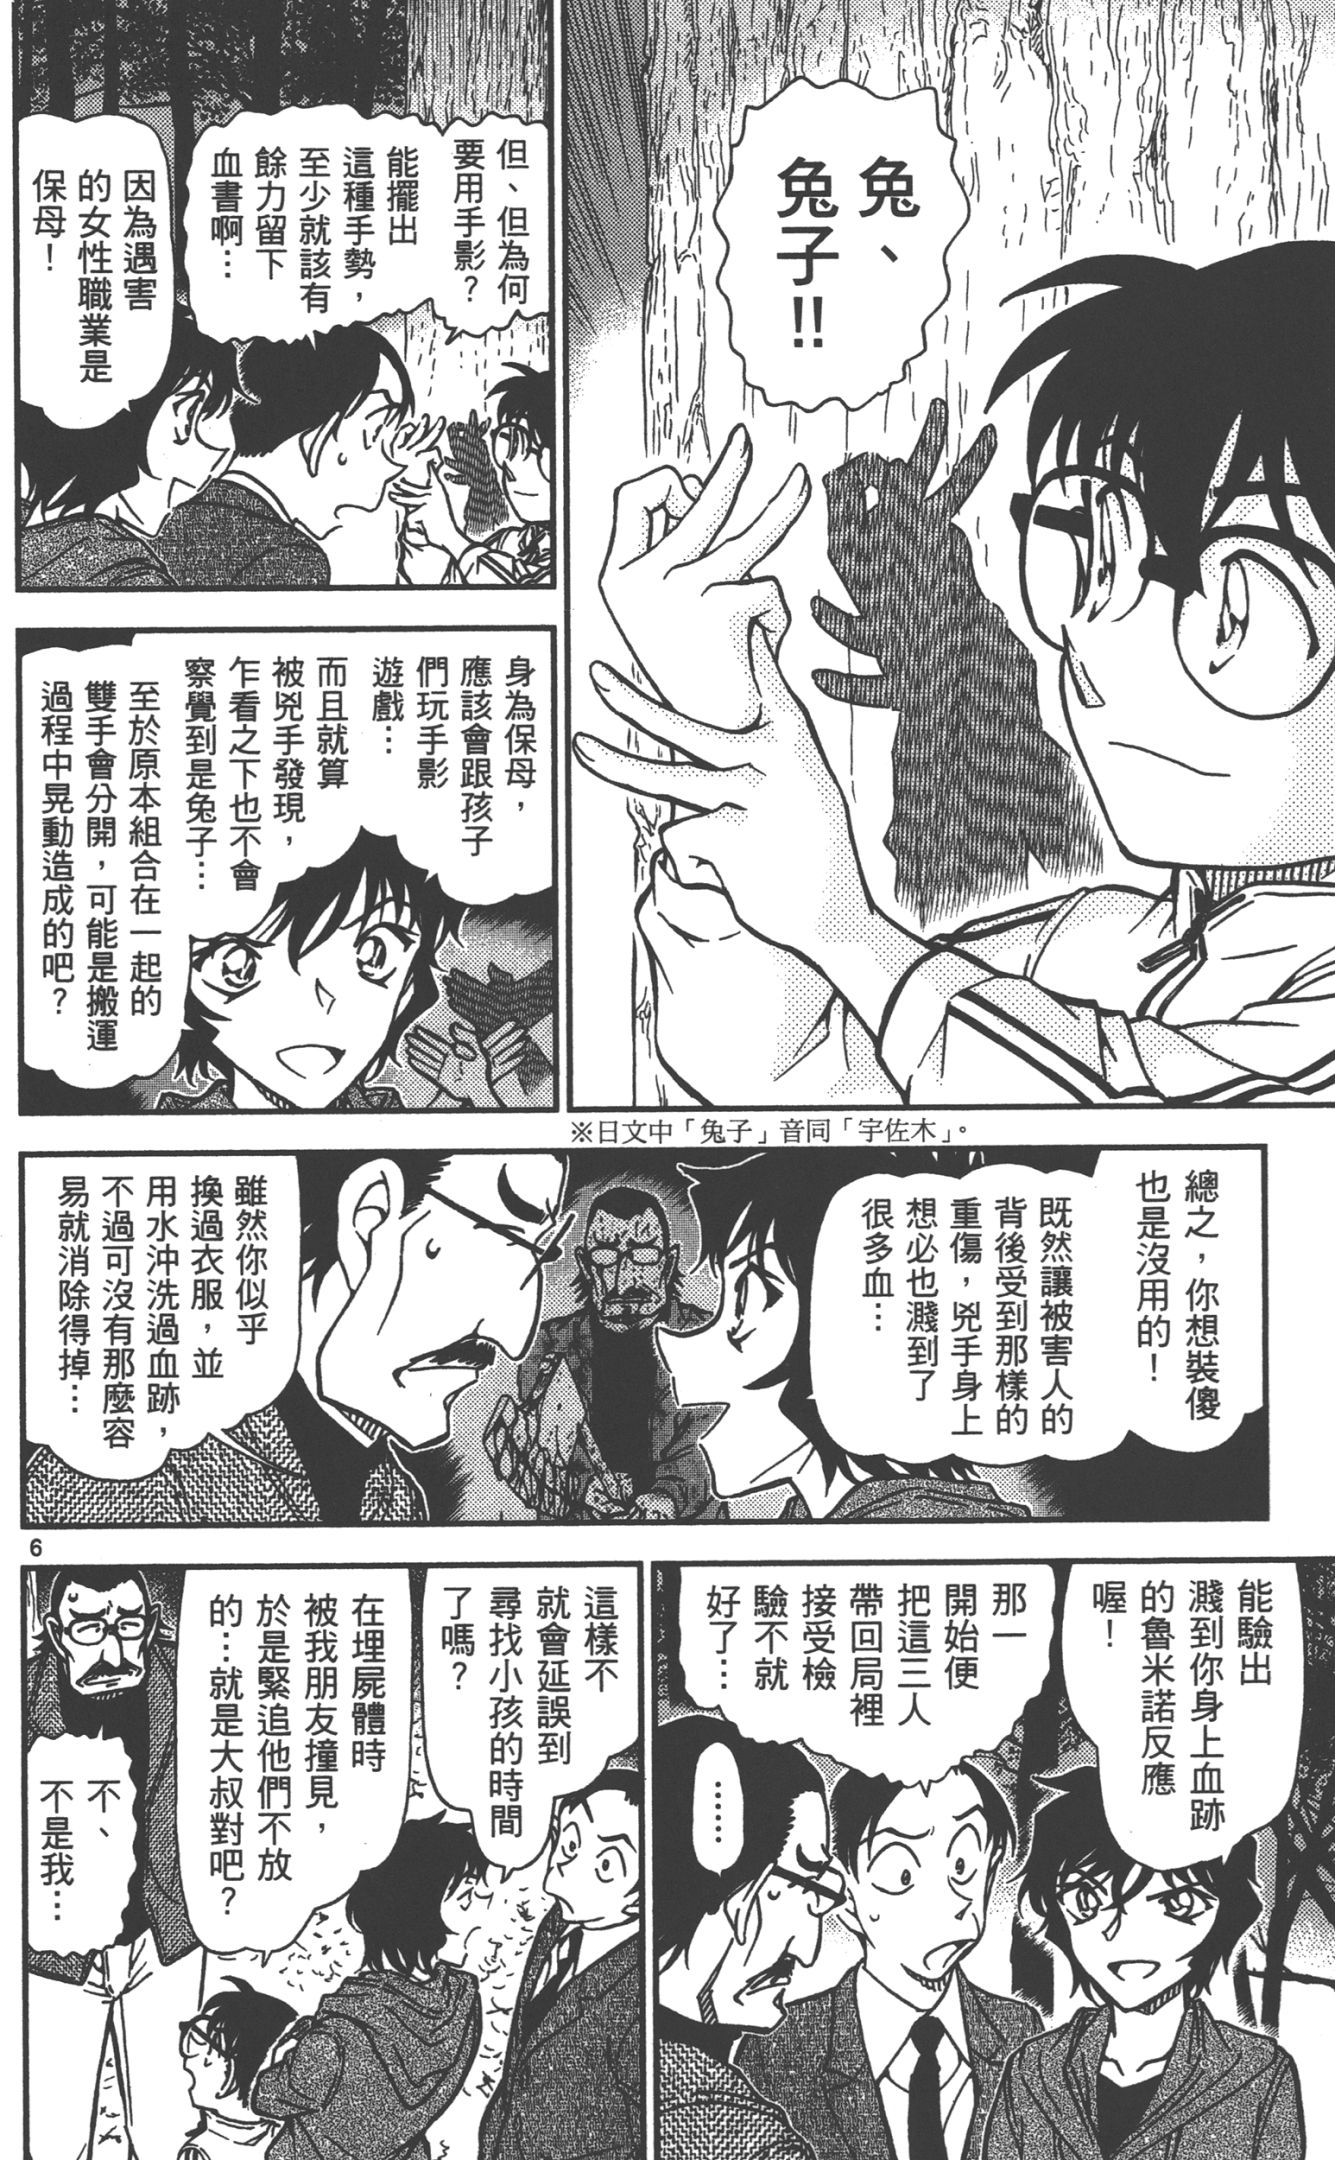 兔、
兔子!!
但、但為何
要用手影？
能擺出
這種手勢，
至少就該有
餘力留下
血書啊…
因為遇害
的女性職業是
保母！
身為保母，
應該會跟孩子
們玩手影
遊戲…
而且就算
被兇手發現，
乍看之下也不會
察覺到是兔子…
至於原本組合在一起的
雙手會分開，可能是搬運
過程中晃動造成的吧？
※日文中「兔子」音同「宇佐木」。
總之，你想裝傻
也是沒用的！
既然讓被害人的
背後受到那樣的
重傷，兇手身上
想必也濺到了
很多血…
雖然你似乎
換過衣服，並
用水沖洗過血跡，
不過可沒有那麼容
易就消除得掉…
6
能驗出
濺到你身上血跡
的魯米諾反應
喔！
那一
開始便
把這三人
帶回局裡
接受檢
驗不就
好了…
……
這樣不
就會延誤到
尋找小孩的時間
了嗎？
在埋屍體時
被我朋友撞見，
於是緊追他們不放
的…就是大叔對吧？
不、
不是我…